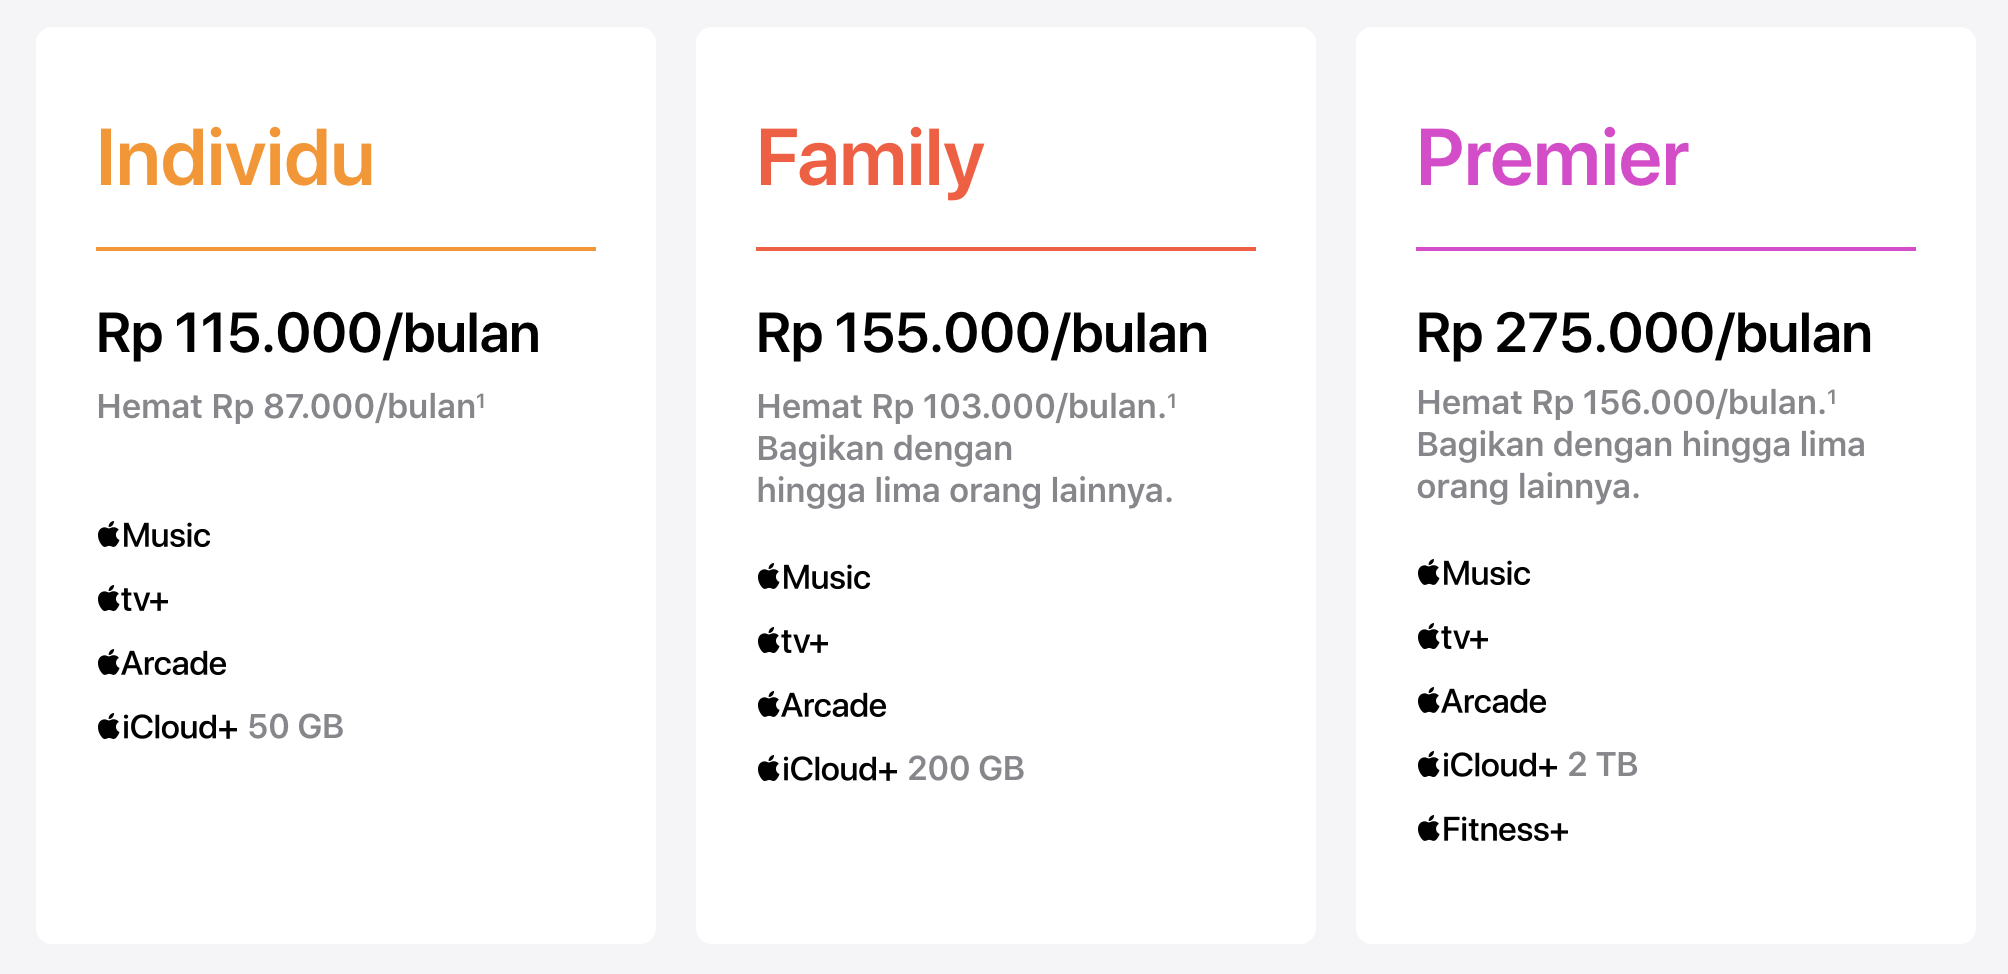 Individu
Rp 115.000/bulan
Hemat Rp 87.000/bulan¹
Music
tv+
Arcade
iCloud+ 50 GB
Family
Rp 155.000/bulan
Hemat Rp 103.000/bulan.¹
Bagikan dengan
hingga lima orang lainnya.
Music
tv+
Arcade
iCloud+ 200 GB
Premier
Rp 275.000/bulan
Hemat Rp 156.000/bulan.¹
Bagikan dengan hingga lima
orang lainnya.
Music
tv+
Arcade
iCloud+ 2 TB
Fitness+